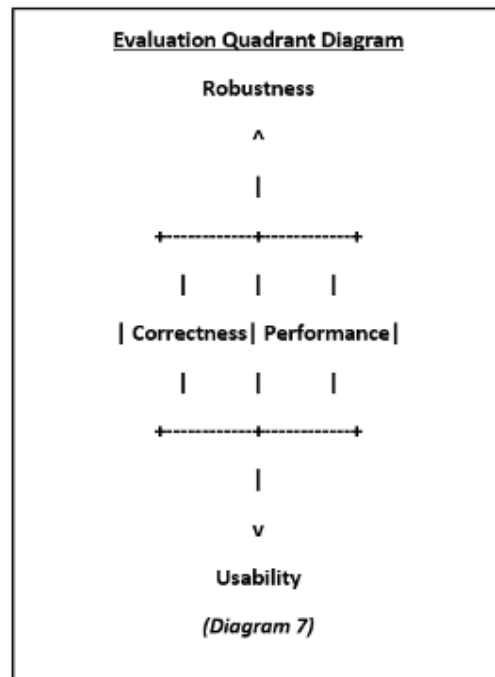 Evaluation Quadrant Diagram
Robustness
^
|
+-------------+-------------+
| | |
| Correctness| Performance|
| | |
+-------------+-------------+
|
v
Usability
(Diagram 7)